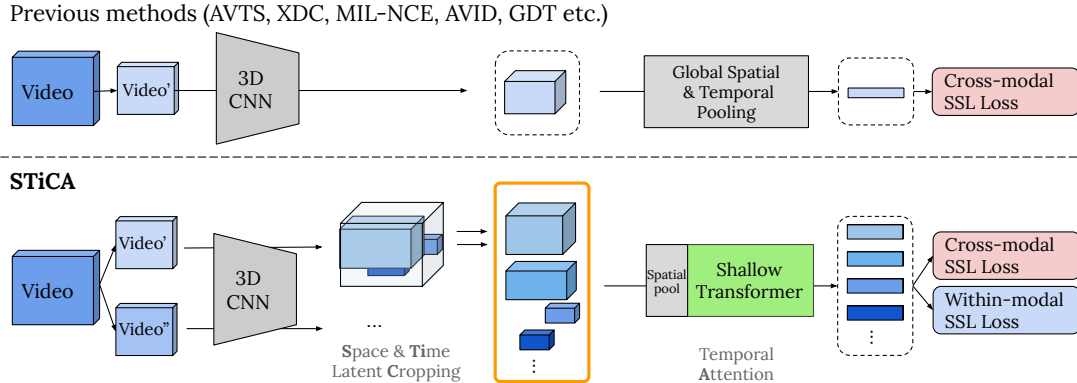 Previous methods (AVTS, XDC, MIL-NCE, AVID, GDT etc.)
Video
Video'
3D
CNN
Global Spatial
& Temporal
Pooling
Cross-modal
SSL Loss
STiCA
Video
Video'
Video"
3D
CNN
...
Space & Time
Latent Cropping
⋮
Spatial
pool
Shallow
Transformer
Temporal
Attention
⋮
Cross-modal
SSL Loss
Within-modal
SSL Loss